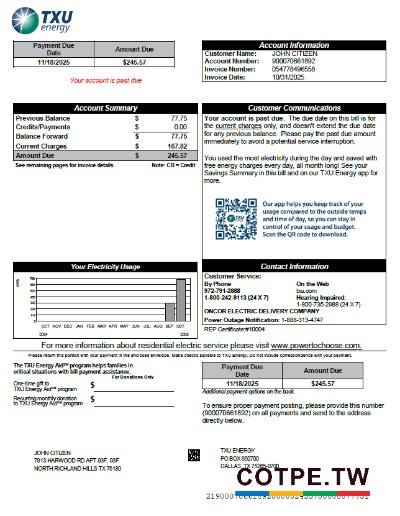 TXU
energy
Payment Due
Date
Amount Due
11/18/2025
$245.57
Your account is past due
Account Information
Customer Name:
JOHN CITIZEN
Account Number:
900070661892
Invoice Number:
054776496558
Invoice Date:
10/31/2025
Account Summary
Previous Balance $ 77.75
Credits/Payments $ 0.00
Balance Forward $ 77.75
Current Charges $ 167.82
Amount Due $ 245.57
See remaining pages for invoice details. Note: CR = Credit
Customer Communications
Your account is past due. The due date on this bill is for
the current charges only, and doesn't extend the due date
for any previous balance. Please pay the past due amount
immediately to avoid a potential service interruption.
You used the most electricity during the day and saved with
free energy charges every day, all month long! See your
Savings Summary in this bill and on our TXU Energy app for
more.
Our app helps you keep track of your
usage compared to the outside temps
and time of day, so you can stay in
control of your usage and budget.
Scan the QR code to download.
Your Electricity Usage
OCT NOV DEC JAN FEB MAR APR MAY JUN JUL AUG SEP OCT
2024 2025
Contact Information
Customer Service:
By Phone
On the Web
972-791-2888
txu.com
1-800-242-9113 (24 X 7)
Hearing Impaired:
1-800-735-2988 (24 X 7)
ONCOR ELECTRIC DELIVERY COMPANY
Power Outage Notification: 1-888-313-4747
REP Certificate#10004
For more information about residential electric service please visit www.powertochoose.com.
Please return this portion with your payment in the enclosed envelope. Make checks payable to TXU Energy. Do not include correspondence with your payment.
The TXU Energy Aid℠ program helps families in
critical situations with bill payment assistance.
For Donations Only
One-time gift to
TXU Energy Aid℠ program $
Recurring monthly donation
to TXU Energy Aid℠ program $
Payment Due
Date
Amount Due
11/18/2025
$245.57
Additional payment options on the back.
To ensure proper payment posting, please provide this number
(900070661892) on all payments and send to the address
directly below.
JOHN CITIZEN
7913 HARWOOD RD APT 03F, 03F
NORTH RICHLAND HILLS TX 76180
TXU ENERGY
PO BOX 650700
DALLAS, TX 75265-0700
COTPE.TW